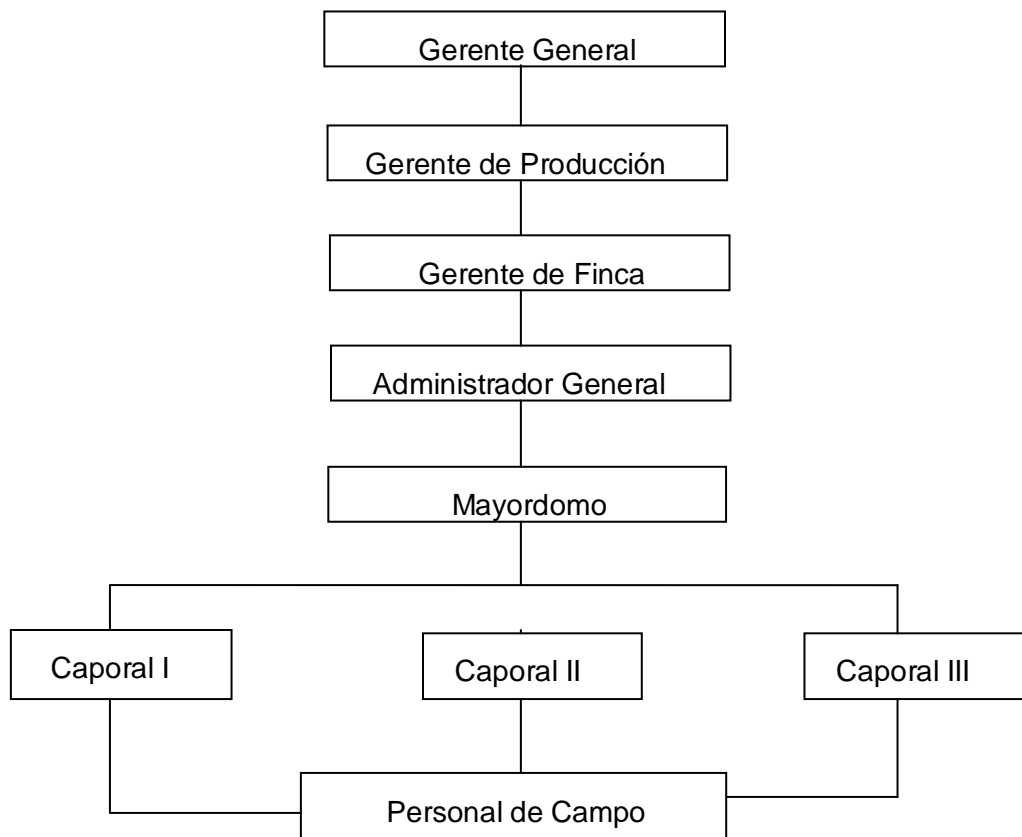 Gerente General
Gerente de Producción
Gerente de Finca
Administrador General
Mayordomo
Caporal I
Caporal II
Caporal III
Personal de Campo